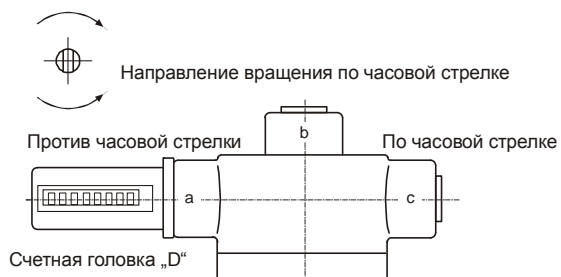 Направление вращения по часовой стрелке
b
Против часовой стрелки
По часовой стрелке
a
c
Счетная головка „D“